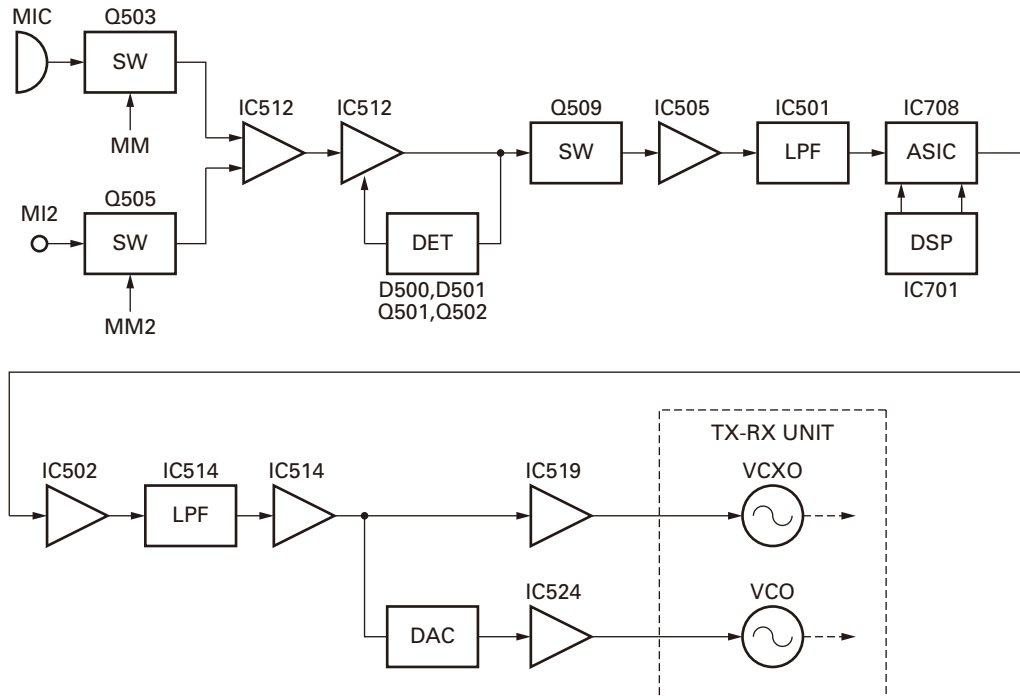 MIC
Q503
SW
MM
MI2
Q505
SW
MM2
IC512
IC512
DET
D500,D501
Q501,Q502
Q509
SW
IC505
IC501
LPF
IC708
ASIC
DSP
IC701
IC502
IC514
LPF
IC514
IC519
DAC
IC524
TX-RX UNIT
VCXO
VCO